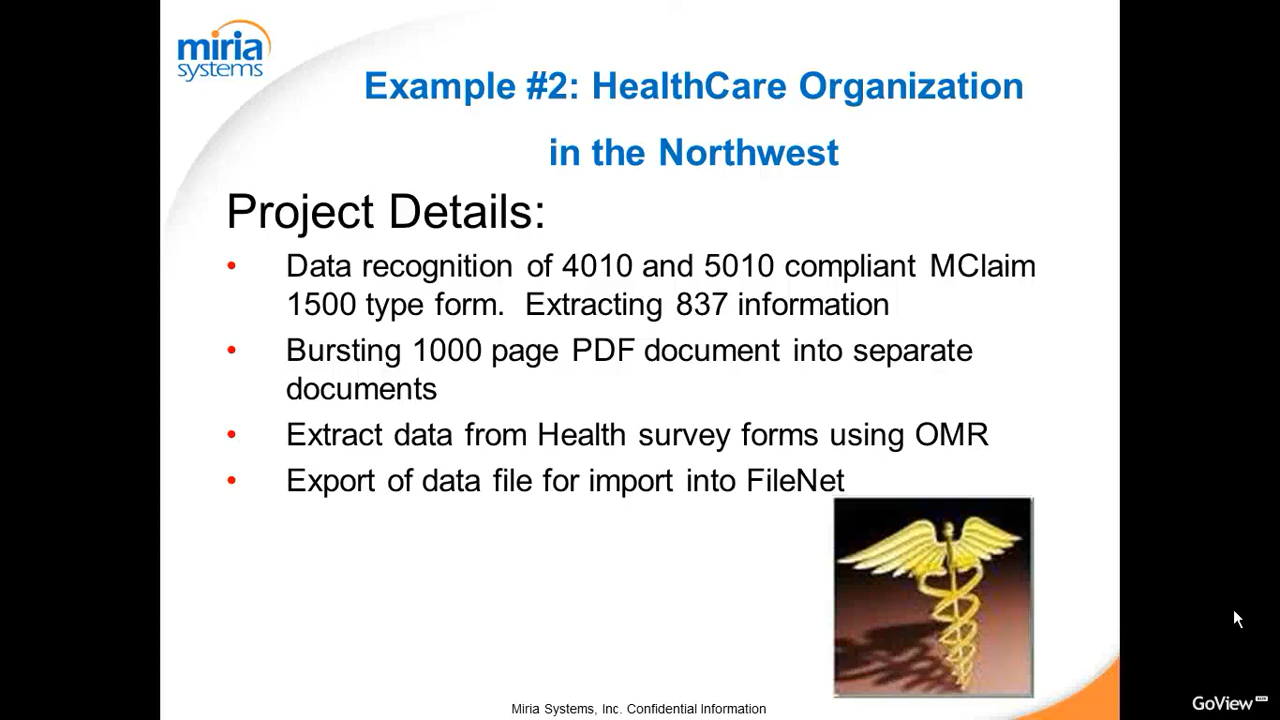 miria
systems
Example #2: HealthCare Organization
in the Northwest
Project Details:
• Data recognition of 4010 and 5010 compliant MClaim
1500 type form.  Extracting 837 information
• Bursting 1000 page PDF document into separate
documents
• Extract data from Health survey forms using OMR
• Export of data file for import into FileNet
Miria Systems, Inc. Confidential Information
GoView